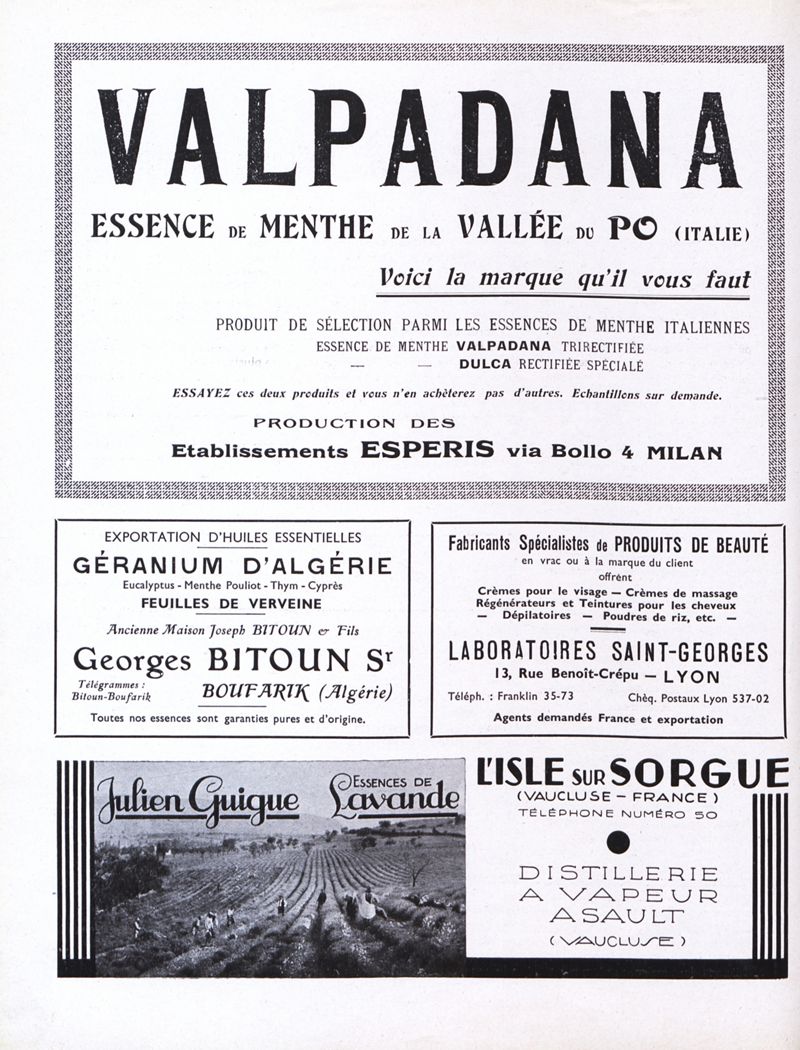 VALPADANA
ESSENCE DE MENTHE DE LA VALLÉE DU PO (ITALIE)
Voici la marque qu'il vous faut
PRODUIT DE SÉLECTION PARMI LES ESSENCES DE MENTHE ITALIENNES
ESSENCE DE MENTHE VALPADANA TRIRECTIFIÉE
— — DULCA RECTIFIÉE SPÉCIALÉ
ESSAYEZ ces deux produits et vous n'en achèterez pas d'autres. Echantillons sur demande.
PRODUCTION DES
Etablissements ESPERIS via Bollo 4 MILAN
EXPORTATION D'HUILES ESSENTIELLES
GÉRANIUM D'ALGÉRIE
Eucalyptus - Menthe Pouliot - Thym - Cyprès
FEUILLES DE VERVEINE
Ancienne Maison Joseph BITOUN & Fils
Georges BITOUN Sr
Télégrammes :
Bitoun-Boufarik
BOUFARIK (Algérie)
Toutes nos essences sont garanties pures et d'origine.
Fabricants Spécialistes de PRODUITS DE BEAUTÉ
en vrac ou à la marque du client
offrent
Crèmes pour le visage — Crèmes de massage
Régénérateurs et Teintures pour les cheveux
— Dépilatoires — Poudres de riz, etc. —
LABORATOIRES SAINT-GEORGES
13, Rue Benoît-Crépu — LYON
Téléph. : Franklin 35-73 Chèq. Postaux Lyon 537-02
Agents demandés France et exportation
Julien Guigue ESSENCES DE Lavande
L'ISLE SUR SORGUE
(VAUCLUSE - FRANCE)
TÉLÉPHONE NUMÉRO 50
DISTILLERIE
A VAPEUR
A SAULT
(VAUCLUSE)